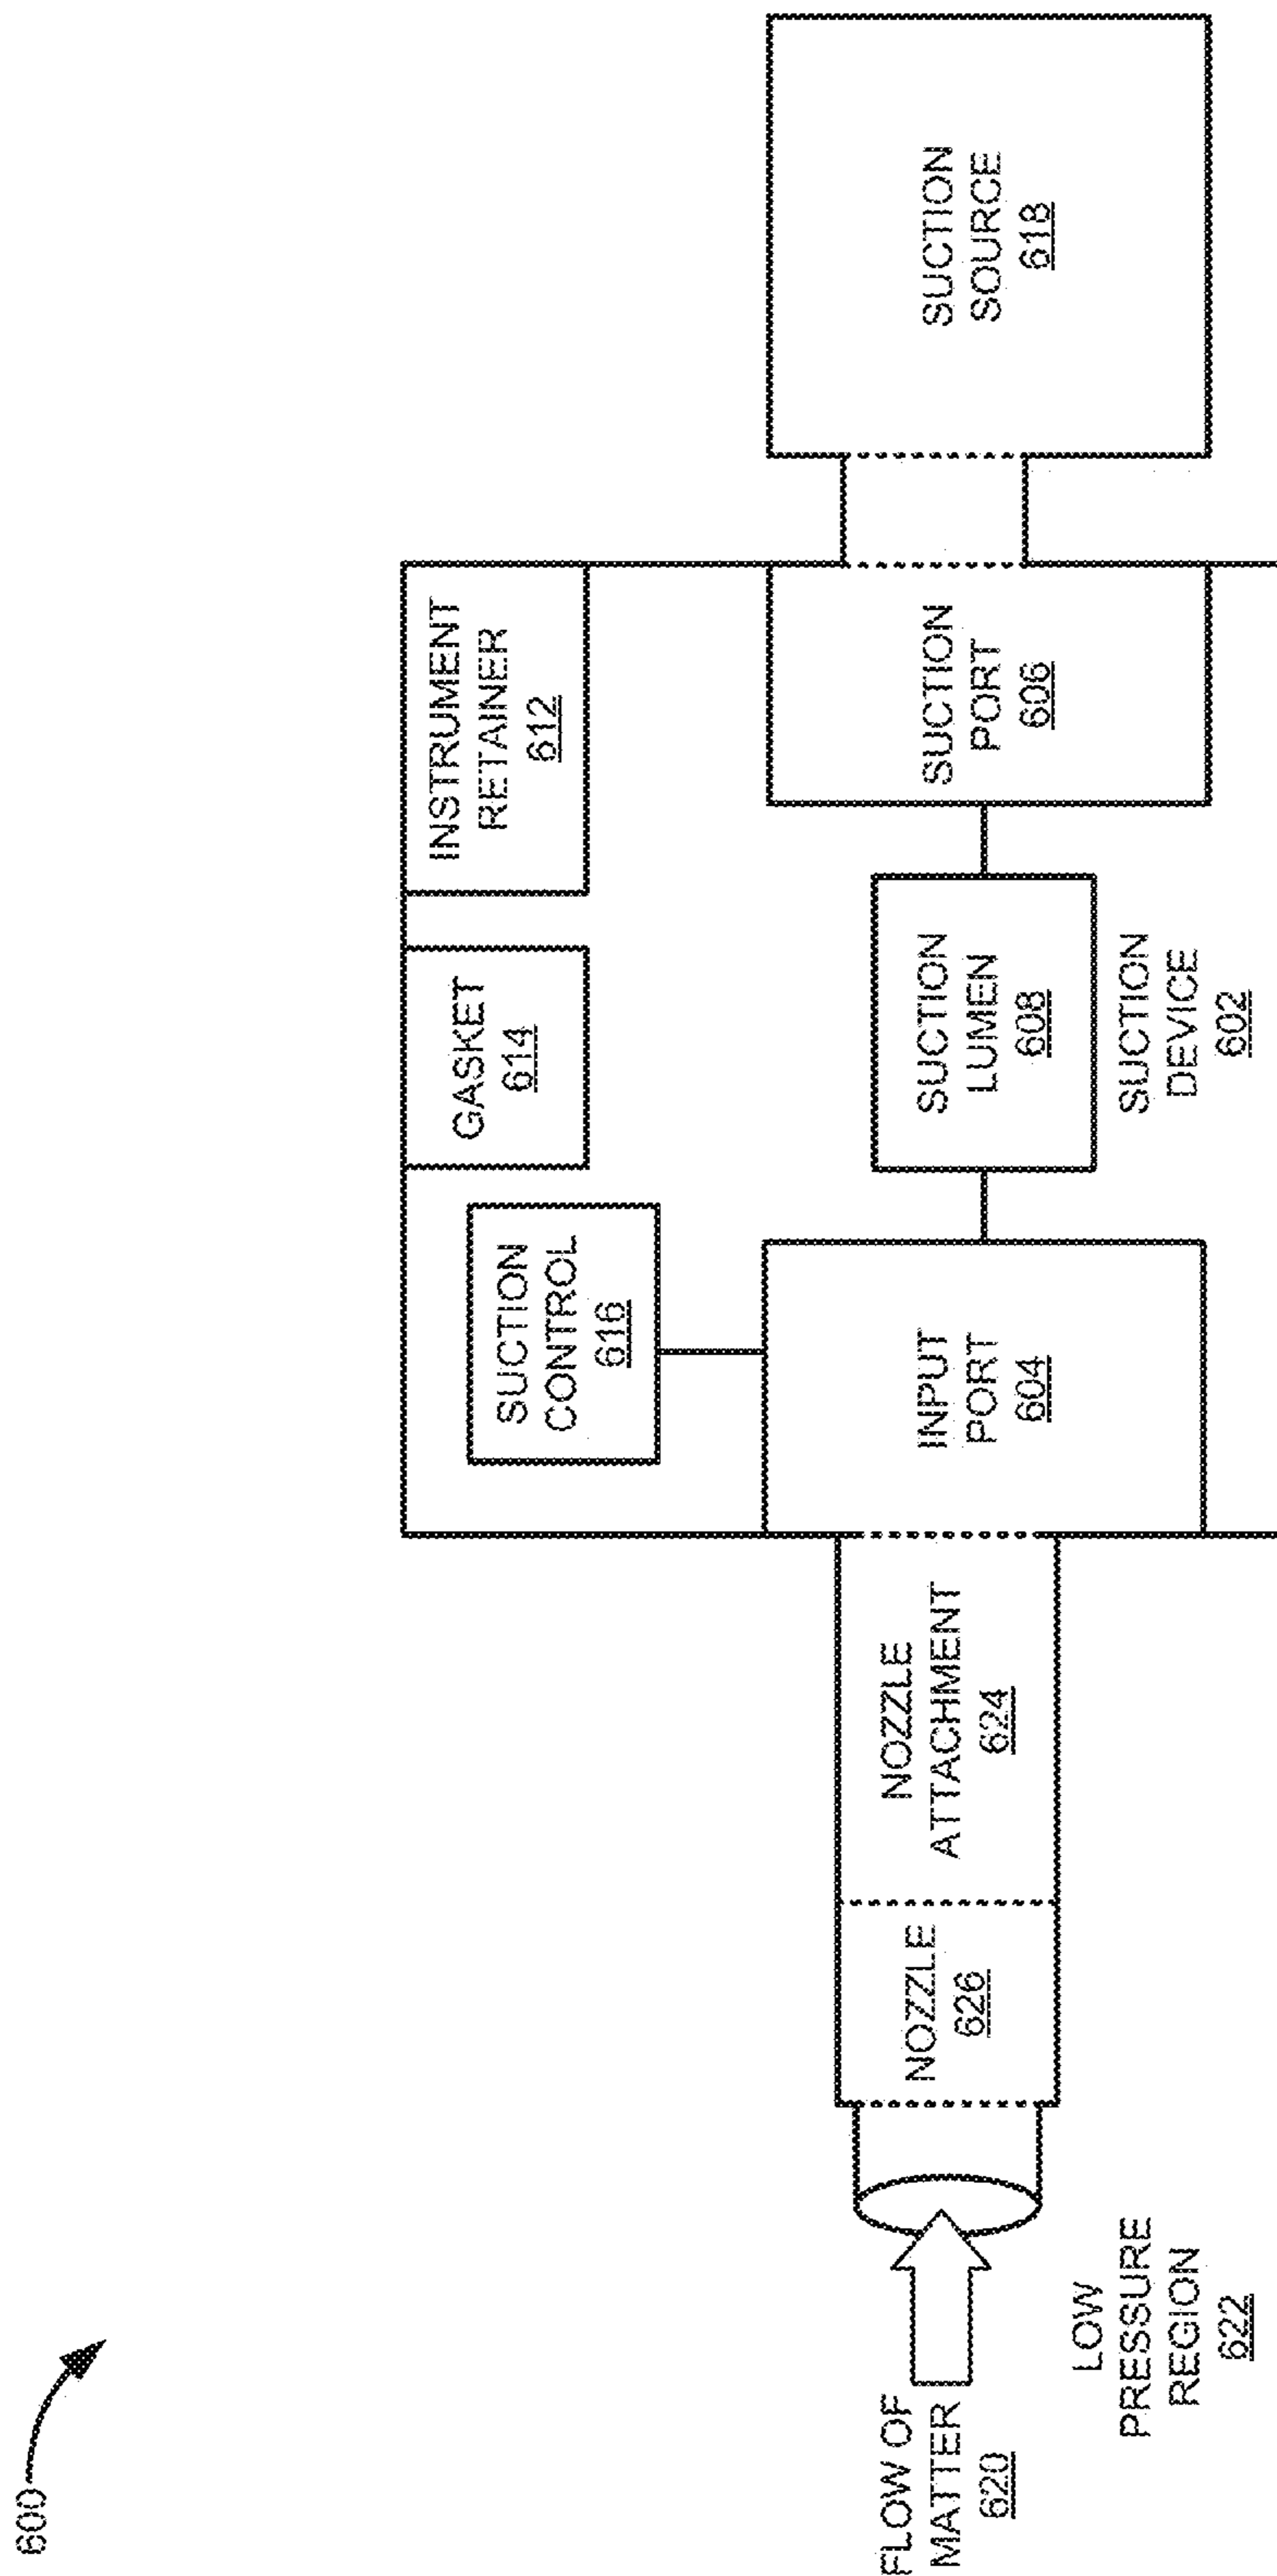 600
INSTRUMENT
RETAINER
612
GASKET
614
SUCTION
CONTROL
616
SUCTION
SOURCE
618
SUCTION
PORT
606
SUCTION
LUMEN
608
SUCTION
DEVICE
602
INPUT
PORT
604
NOZZLE
ATTACHMENT
624
NOZZLE
626
FLOW OF
MATTER
620
LOW
PRESSURE
REGION
622